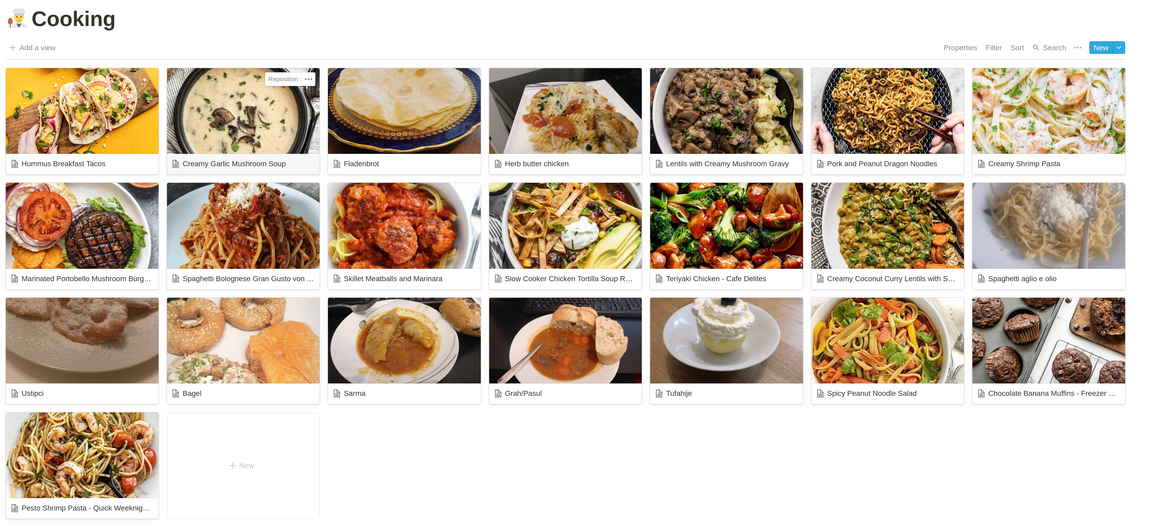 Cooking
Add a view
Properties Filter Sort Search New
Reposition
Hummus Breakfast Tacos
Creamy Garlic Mushroom Soup
Fladenbrot
Herb butter chicken
Lentils with Creamy Mushroom Gravy
Pork and Peanut Dragon Noodles
Creamy Shrimp Pasta
Marinated Portobello Mushroom Burg...
Spaghetti Bolognese Gran Gusto von ...
Skillet Meatballs and Marinara
Slow Cooker Chicken Tortilla Soup R...
Teriyaki Chicken - Cafe Delites
Creamy Coconut Curry Lentils with S...
Spaghetti aglio e olio
Ustipci
Bagel
Sarma
Grah/Pasul
Tufahije
Spicy Peanut Noodle Salad
Chocolate Banana Muffins - Freezer ...
Pesto Shrimp Pasta - Quick Weeknig...
New